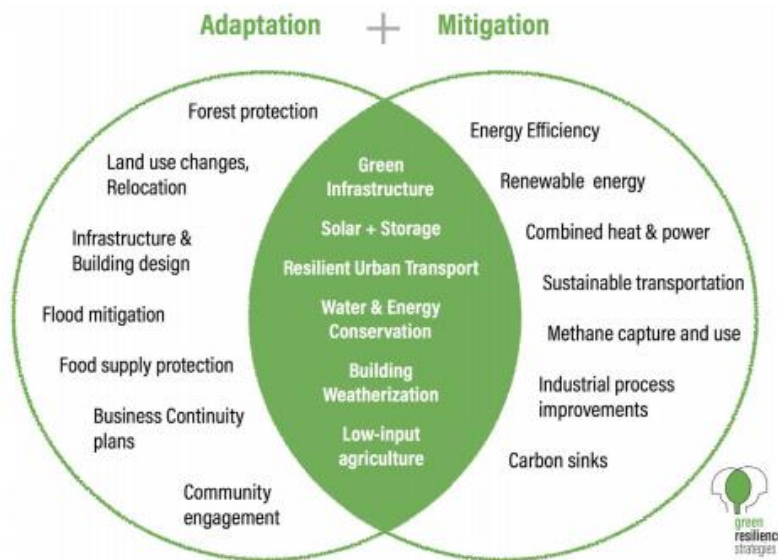 Adaptation + Mitigation
Forest protection
Land use changes,
Relocation
Infrastructure &
Building design
Flood mitigation
Food supply protection
Business Continuity
plans
Community
engagement
Green
Infrastructure
Solar + Storage
Resilient Urban Transport
Water & Energy
Conservation
Building
Weatherization
Low-input
agriculture
Energy Efficiency
Renewable energy
Combined heat & power
Sustainable transportation
Methane capture and use
Industrial process
improvements
Carbon sinks
green
resilience
strategies